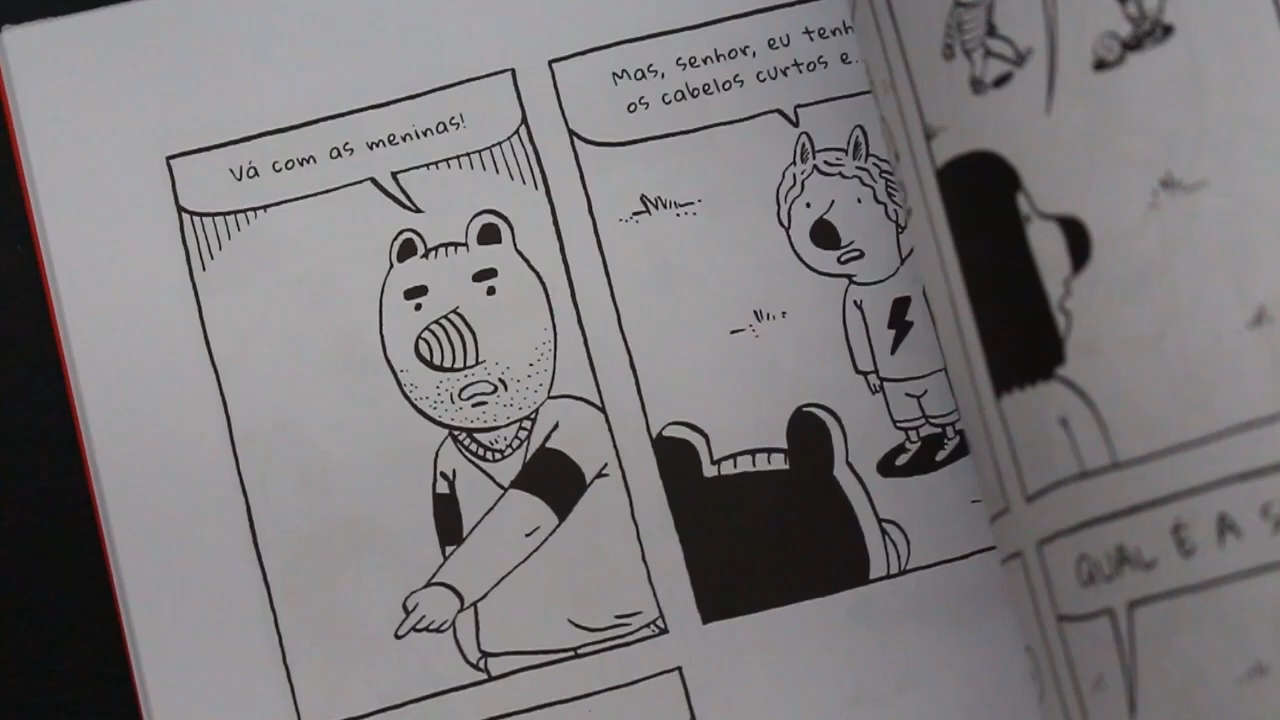 Vá com as meninas!
Mas, senhor, eu tenh
os cabelos curtos e..
QUAL É A S